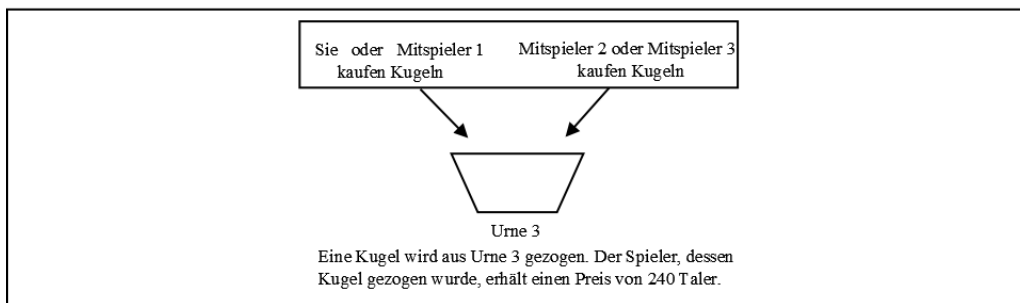 Sie oder Mitspieler 1
kaufen Kugeln
Mitspieler 2 oder Mitspieler 3
kaufen Kugeln
Urne 3
Eine Kugel wird aus Urne 3 gezogen. Der Spieler, dessen
Kugel gezogen wurde, erhält einen Preis von 240 Taler.